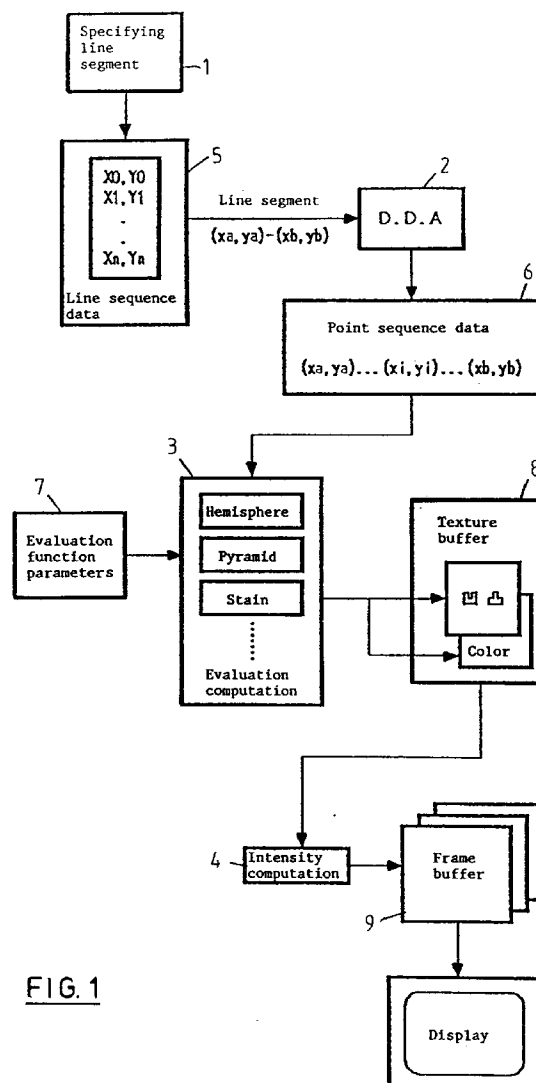 Specifying
line
segment
1
5
X0,Y0
X1,Y1
.
.
Xn,Yn
Line sequence
data
Line segment
(xa,ya)-(xb,yb)
2
D.D.A
6
Point sequence data
(xa,ya)...(xi,yi)...(xb,yb)
3
7
Evaluation
function
parameters
Hemisphere
Pyramid
Stain
Evaluation
computation
8
Texture
buffer
凹 凸
Color
4
Intensity
computation
Frame
buffer
9
FIG. 1
Display